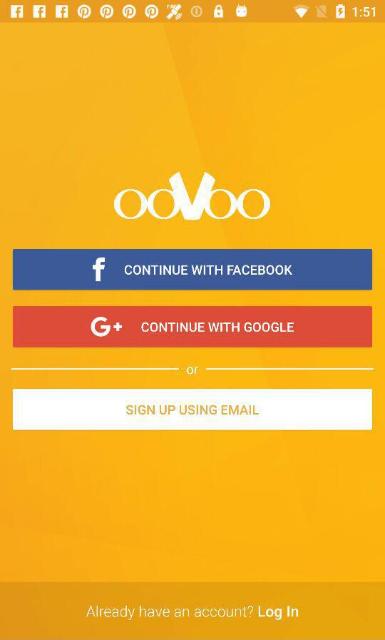 1:51
ooVoo
f CONTINUE WITH FACEBOOK
G+ CONTINUE WITH GOOGLE
or
SIGN UP USING EMAIL
Already have an account? Log In